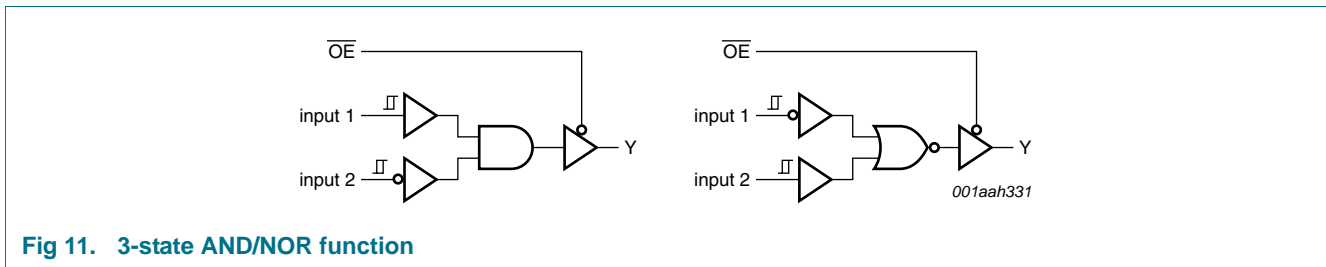 OE OE
input 1 input 1
Y Y
input 2 input 2
001aah331
Fig 11. 3-state AND/NOR function